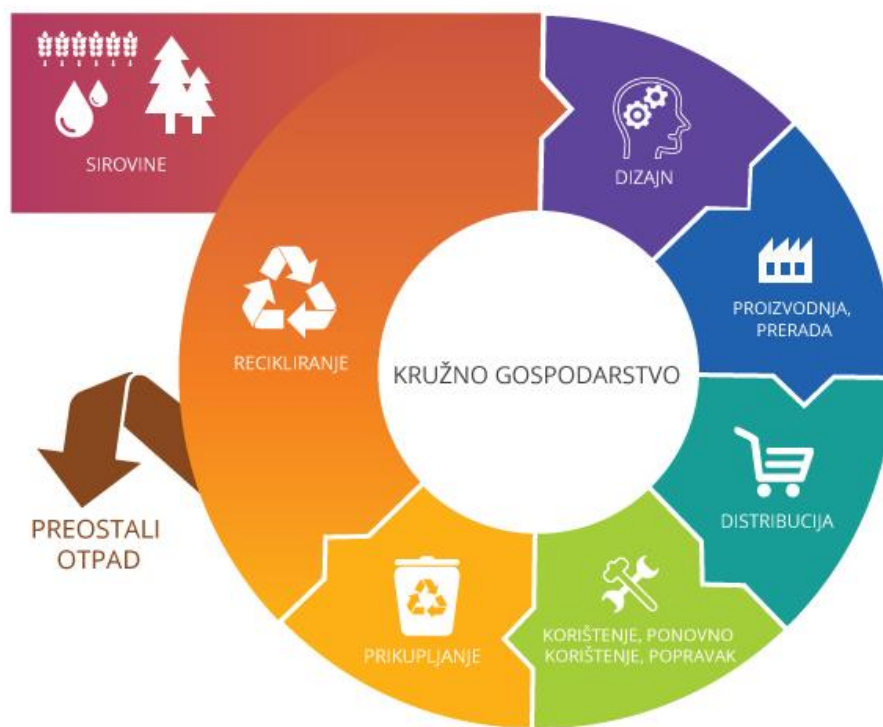 SIROVINE
DIZAJN
PROIZVODNJA,
PRERADA
DISTRIBUCIJA
KORIŠTENJE, PONOVNO
KORIŠTENJE, POPRAVAK
PRIKUPLJANJE
RECIKLIRANJE
PREOSTALI
OTPAD
KRUŽNO GOSPODARSTVO